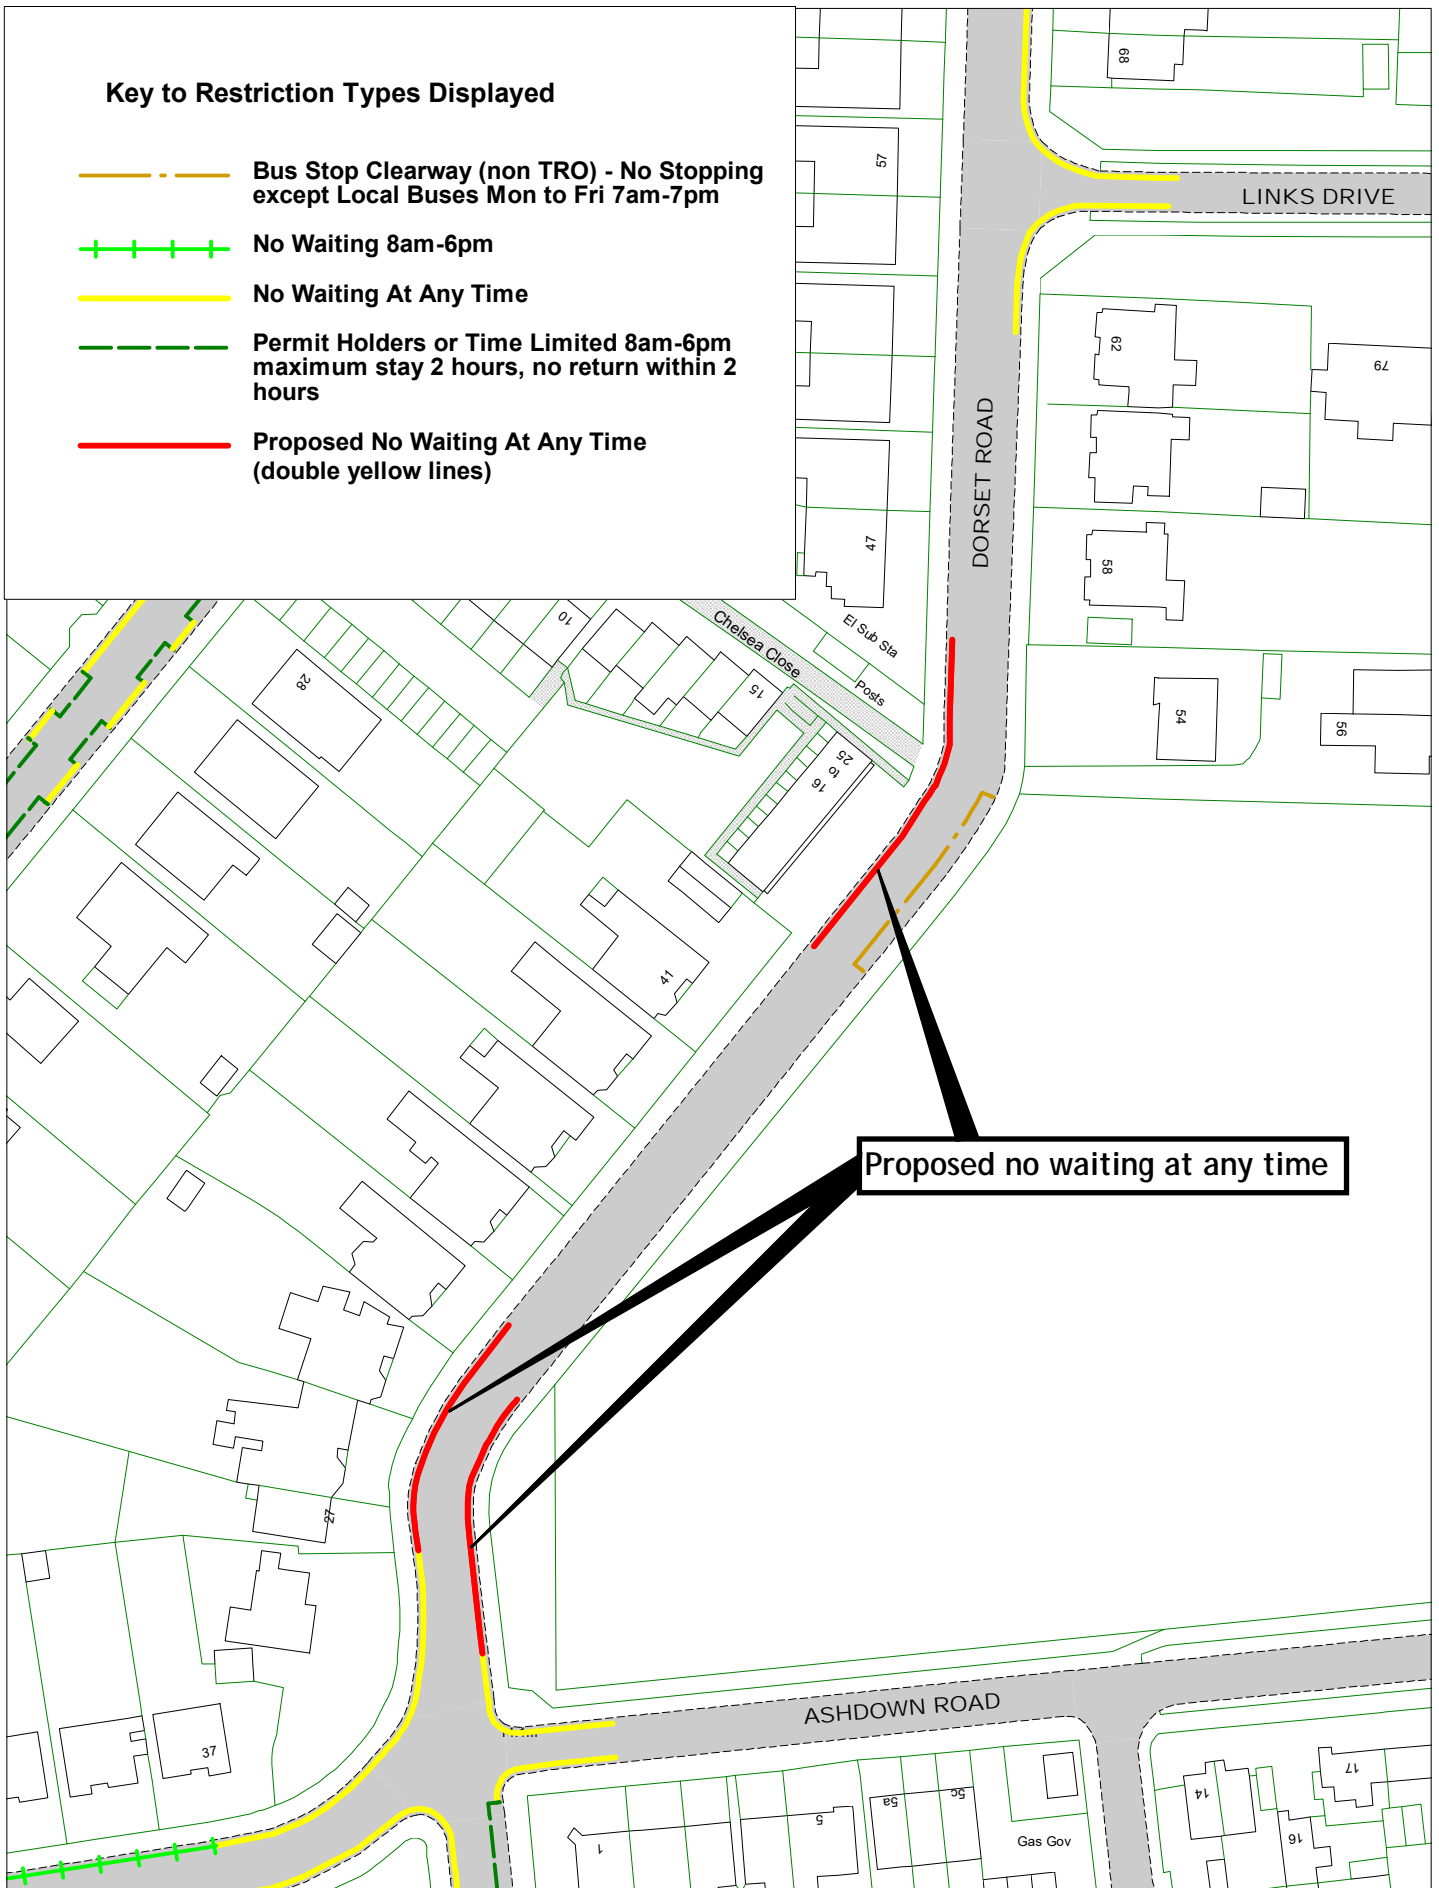 Key to Restriction Types Displayed
Bus Stop Clearway (non TRO) - No Stopping
except Local Buses Mon to Fri 7am-7pm
No Waiting 8am-6pm
No Waiting At Any Time
Permit Holders or Time Limited 8am-6pm
maximum stay 2 hours, no return within 2
hours
Proposed No Waiting At Any Time
(double yellow lines)
68
57
LINKS DRIVE
62
79
DORSET ROAD
47
58
10
Chelsea Close
El Sub Sta
Posts
28
15
54
56
16
to
25
41
Proposed no waiting at any time
27
37
ASHDOWN ROAD
1
5
5a
5c
Gas Gov
14
16
17